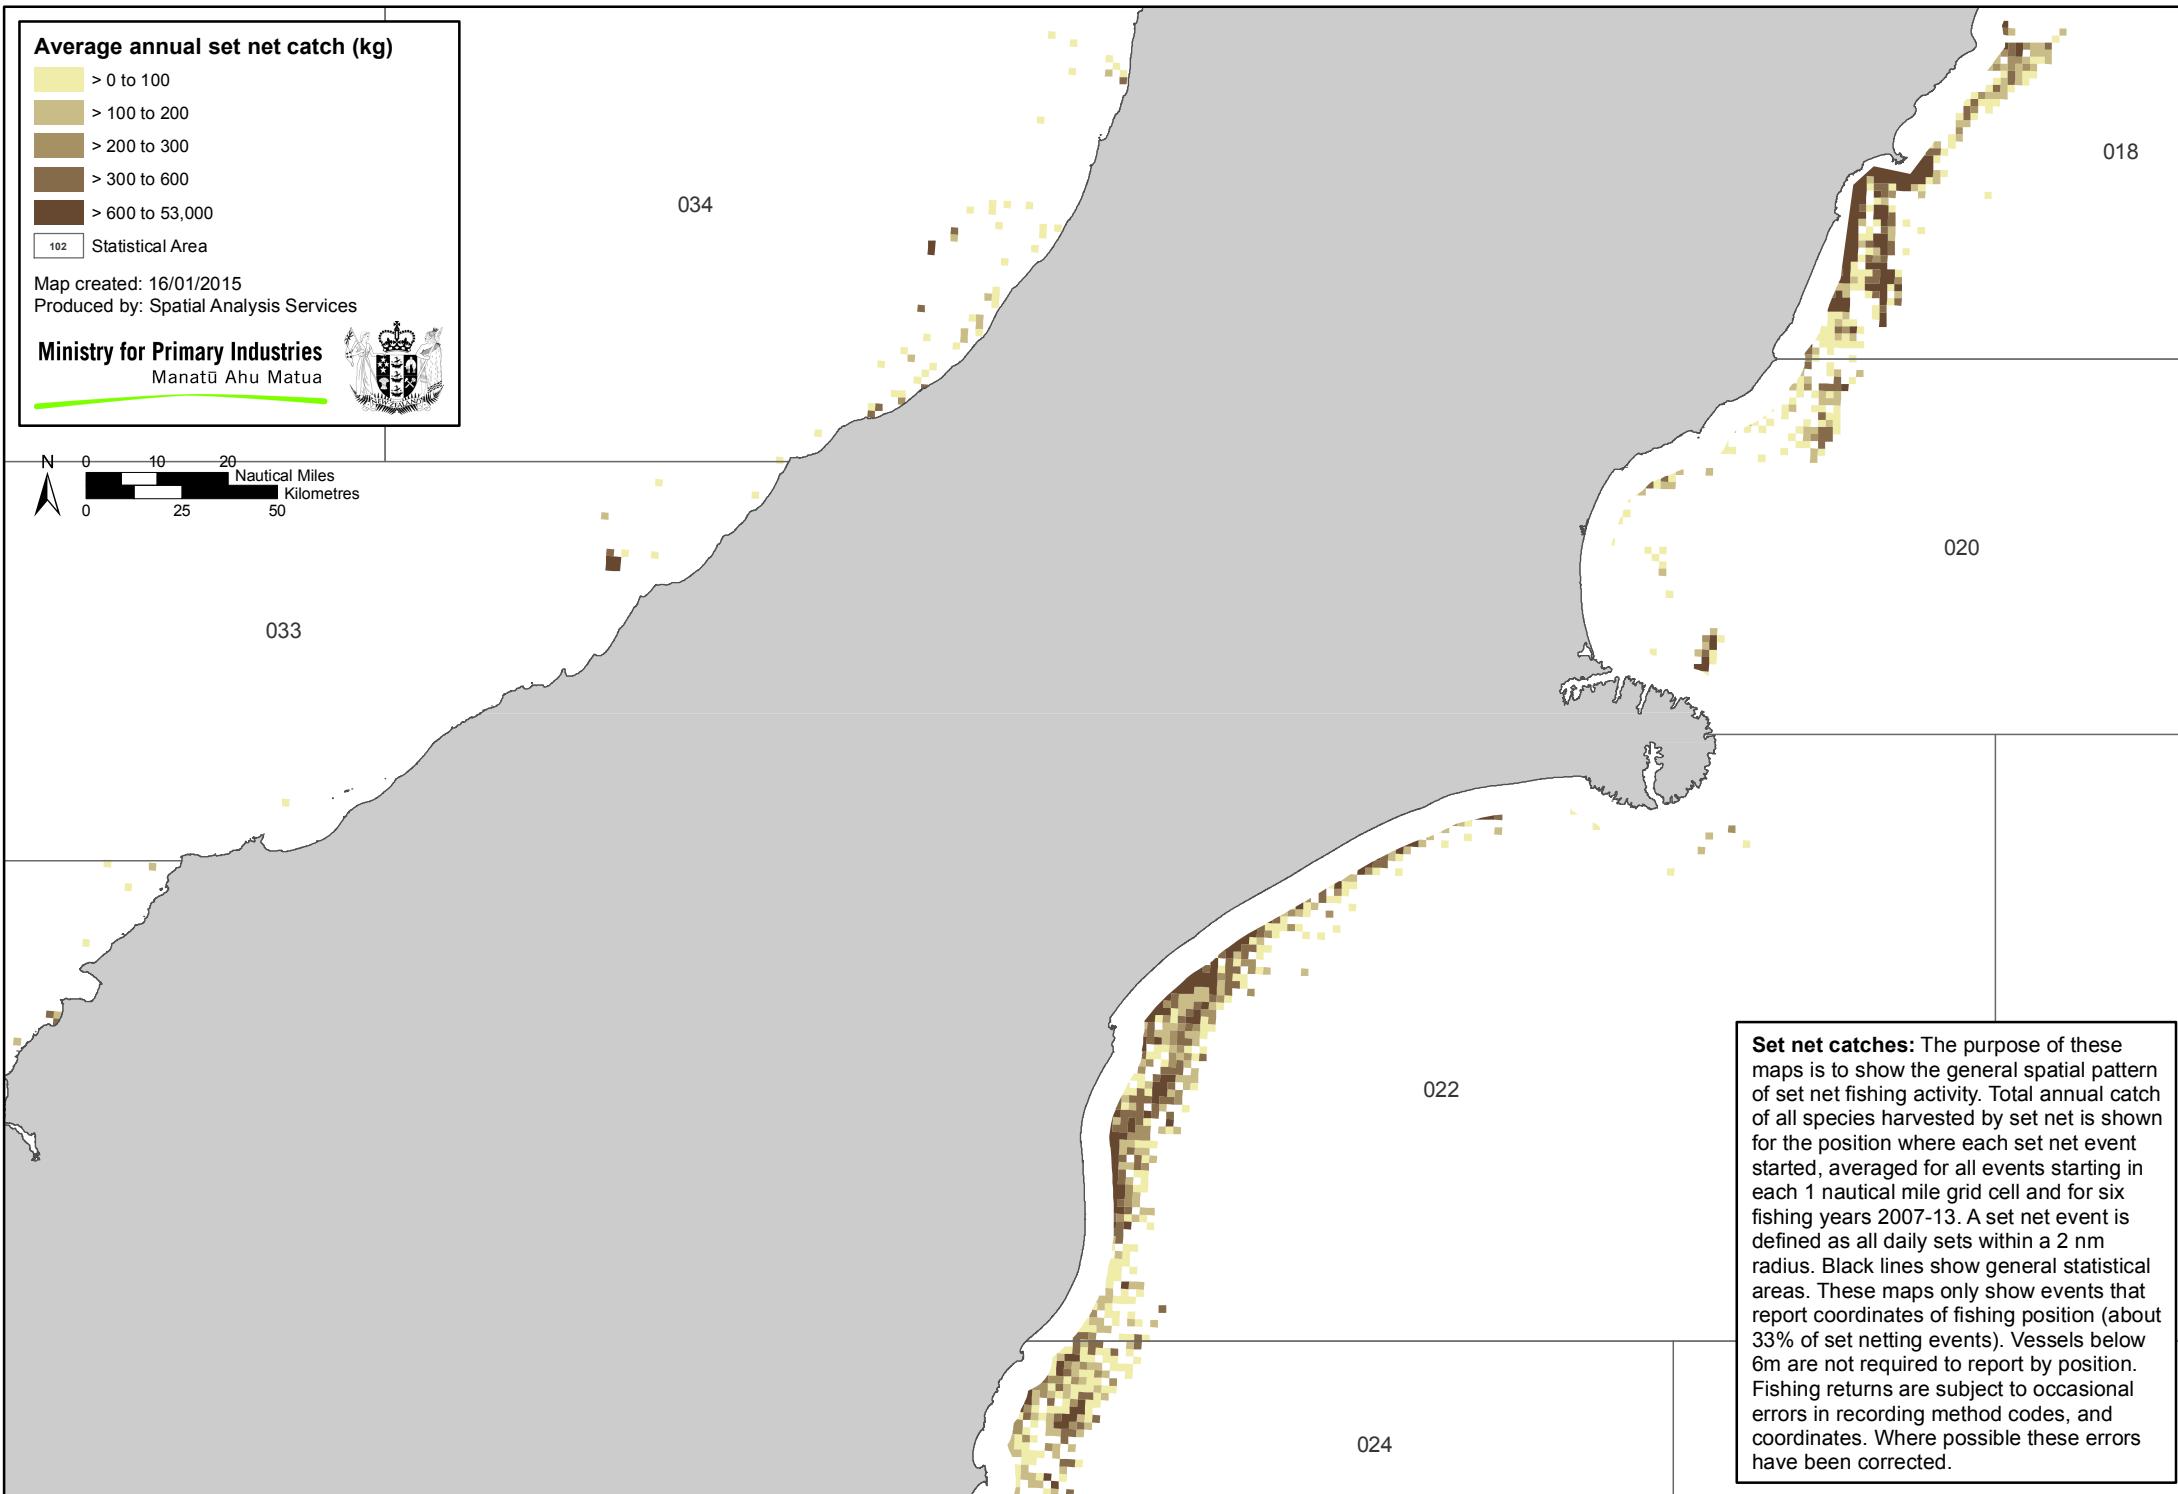 Average annual set net catch (kg)
> 0 to 100
> 100 to 200
> 200 to 300
> 300 to 600
> 600 to 53,000
102 Statistical Area
Map created: 16/01/2015
Produced by: Spatial Analysis Services
Ministry for Primary Industries
Manatū Ahu Matua
NEW ZEALAND
N
0 10 20
Nautical Miles
Kilometres
0 25 50
034
018
033
020
022
024
Set net catches: The purpose of these
maps is to show the general spatial pattern
of set net fishing activity. Total annual catch
of all species harvested by set net is shown
for the position where each set net event
started, averaged for all events starting in
each 1 nautical mile grid cell and for six
fishing years 2007-13. A set net event is
defined as all daily sets within a 2 nm
radius. Black lines show general statistical
areas. These maps only show events that
report coordinates of fishing position (about
33% of set netting events). Vessels below
6m are not required to report by position.
Fishing returns are subject to occasional
errors in recording method codes, and
coordinates. Where possible these errors
have been corrected.